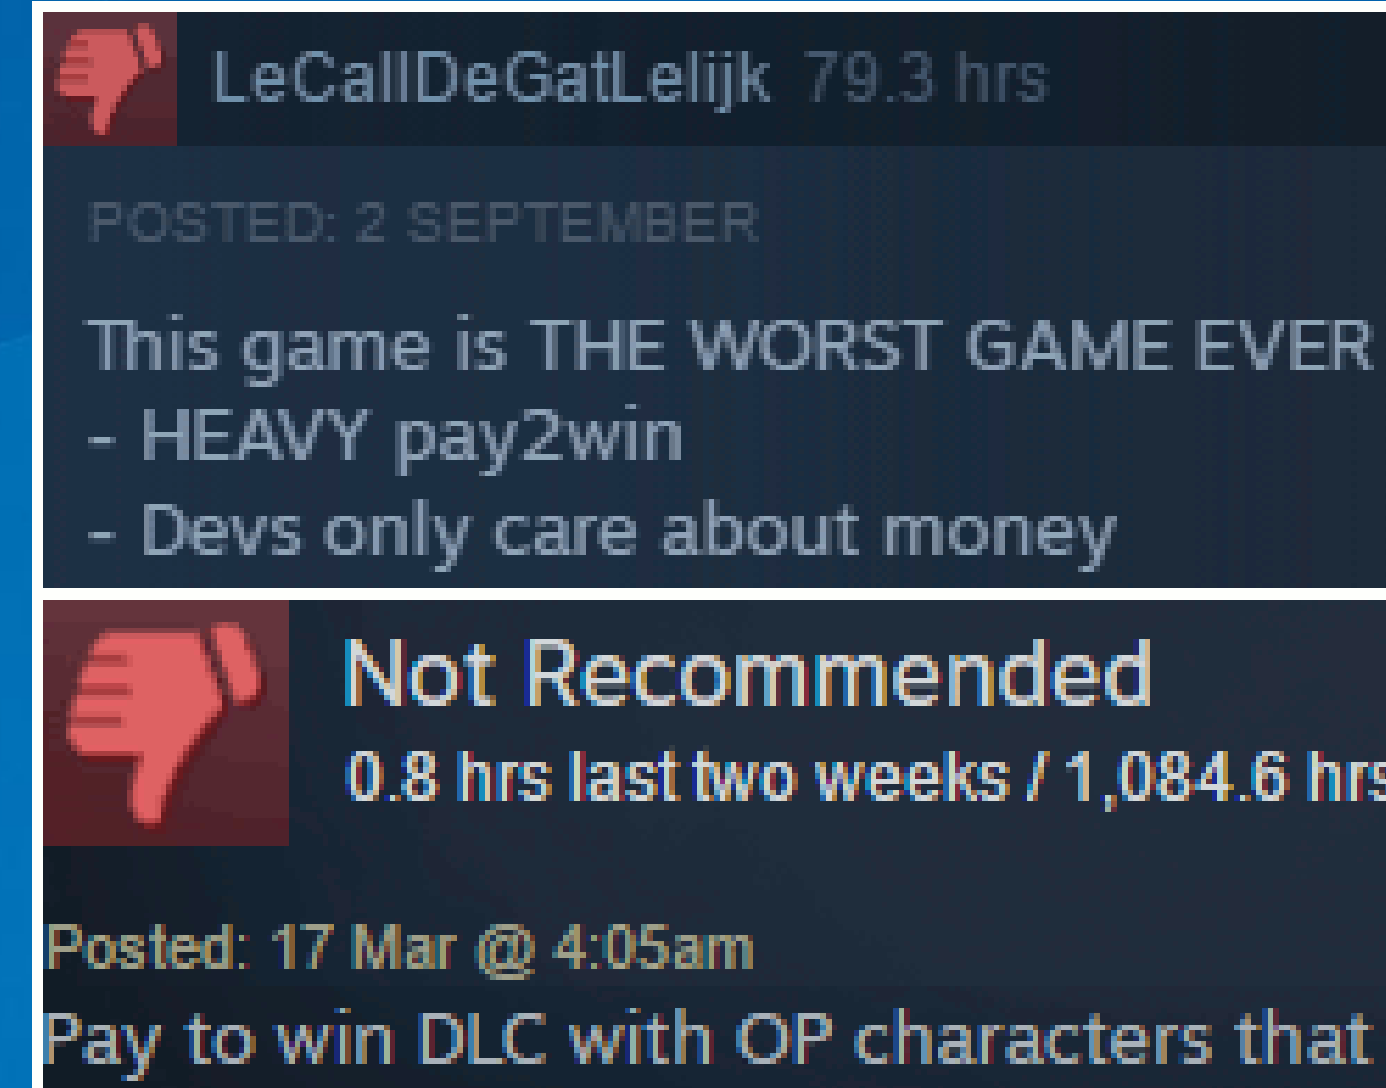 LeCallDeGatLelijk 79.3 hrs
POSTED: 2 SEPTEMBER
This game is THE WORST GAME EVER
- HEAVY pay2win
- Devs only care about money
Not Recommended
0.8 hrs last two weeks / 1,084.6 hrs
Posted: 17 Mar @ 4:05am
Pay to win DLC with OP characters that